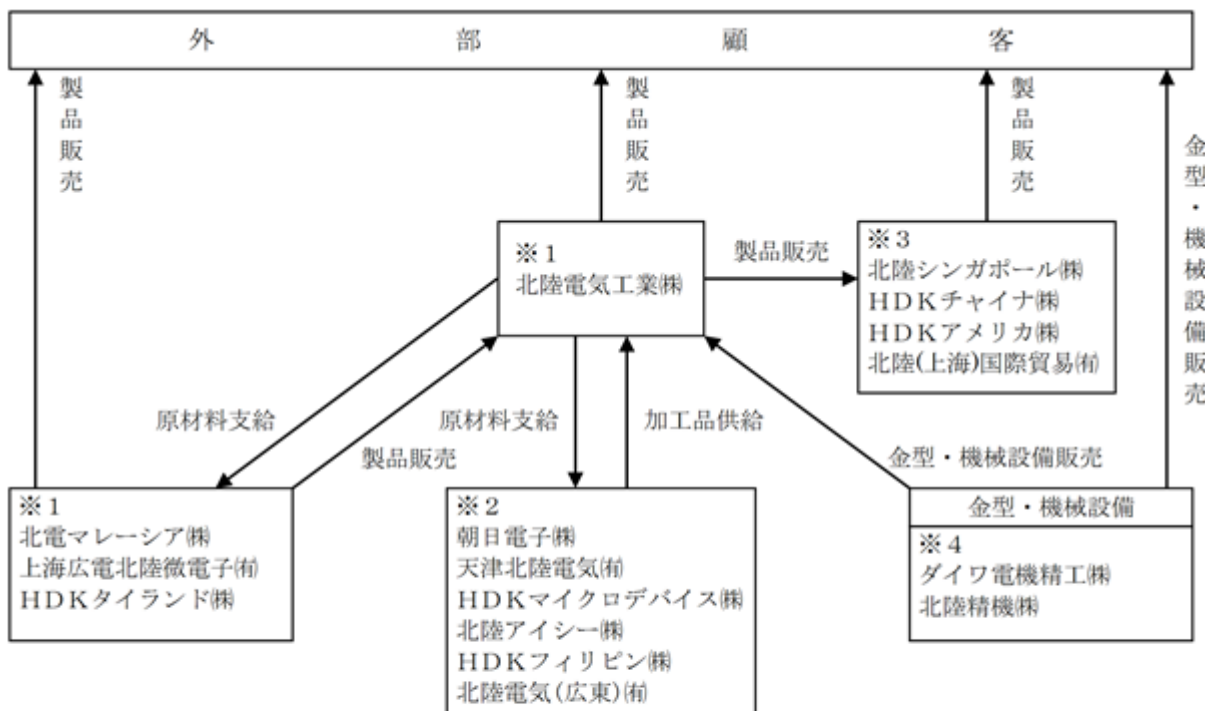 外部顧客
製品販売
製品販売
製品販売
金型・機械設備販売
※１
北陸電気工業㈱
製品販売
※３
北陸シンガポール㈱
ＨＤＫチャイナ㈱
ＨＤＫアメリカ㈱
北陸(上海)国際貿易㈲
原材料支給
製品販売
原材料支給
加工品供給
金型・機械設備販売
※１
北電マレーシア㈱
上海広電北陸微電子㈲
ＨＤＫタイランド㈱
※２
朝日電子㈱
天津北陸電気㈲
ＨＤＫマイクロデバイス㈱
北陸アイシー㈱
ＨＤＫフィリピン㈱
北陸電気(広東)㈲
金型・機械設備
※４
ダイワ電機精工㈱
北陸精機㈱